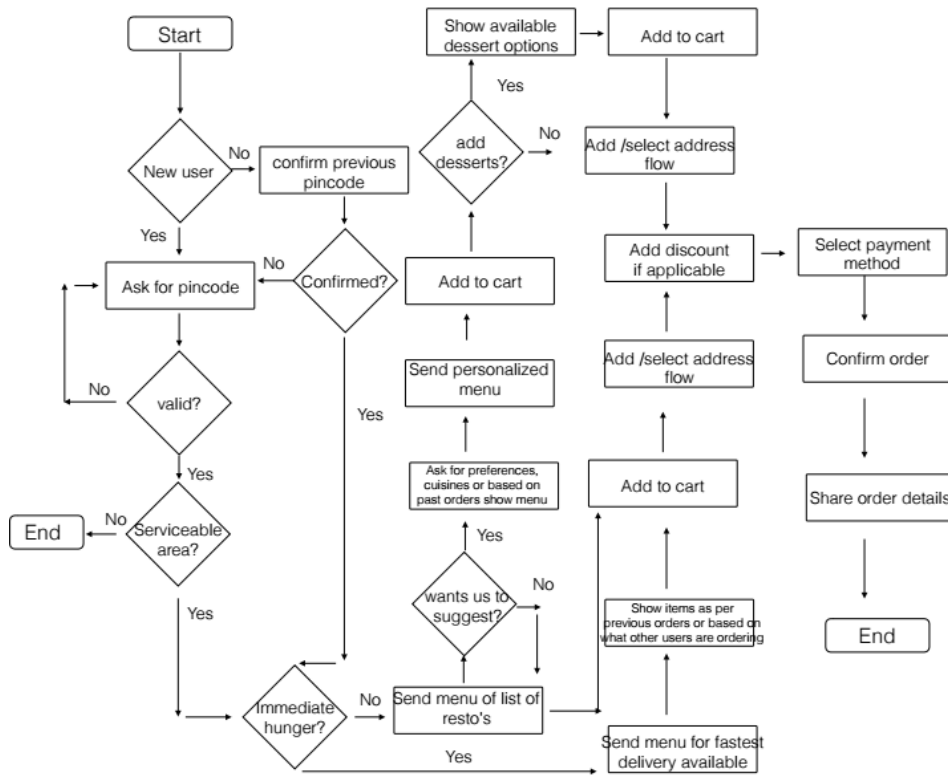 Start
New user
No
confirm previous
pincode
Yes
Ask for pincode
No
Confirmed?
No
valid?
Yes
Yes
End
No
Serviceable
area?
Yes
Immediate
hunger?
No
Yes
Send menu of list of
resto's
wants us to
suggest?
No
Yes
Ask for preferences,
cuisines or based on
past orders show menu
Send personalized
menu
Add to cart
add
desserts?
No
Yes
Show available
dessert options
Add to cart
Add /select address
flow
Add discount
if applicable
Add /select address
flow
Add to cart
Show items as per
previous orders or based on
what other users are ordering
Send menu for fastest
delivery available
Select payment
method
Confirm order
Share order details
End